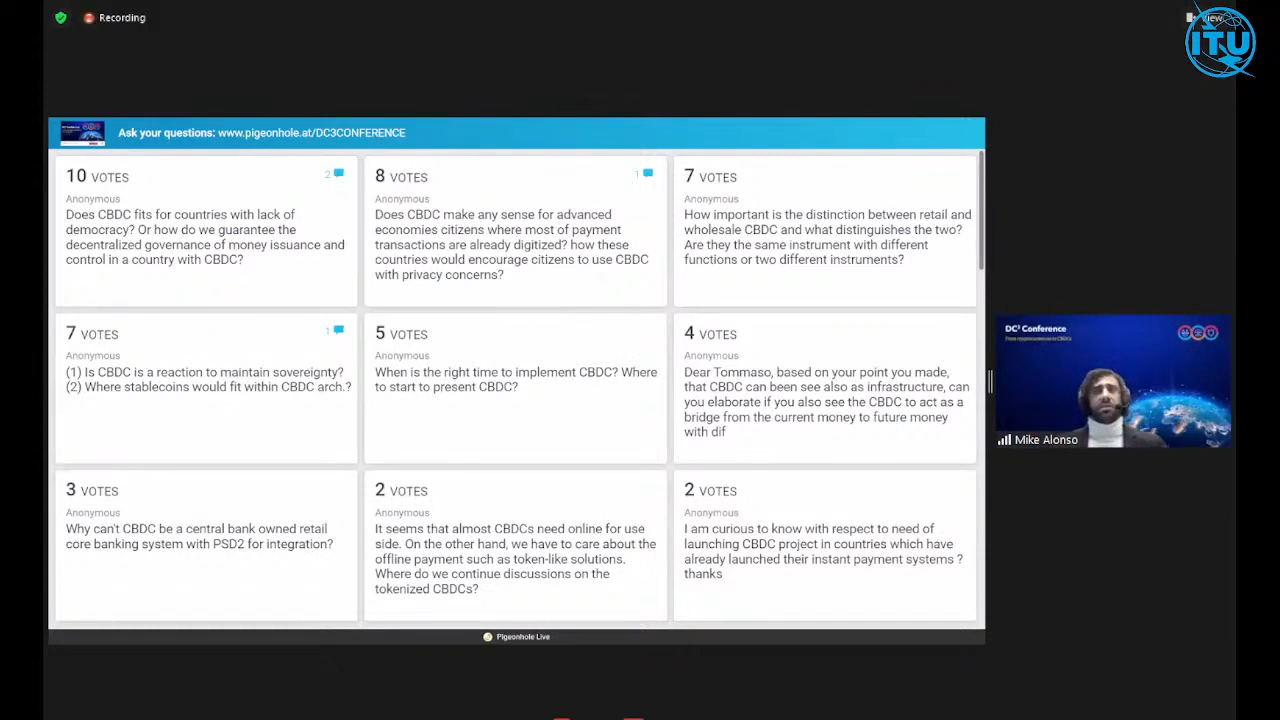 Recording
View
ITU
Ask your questions: www.pigeonhole.at/DC3CONFERENCE
10 VOTES
2
Anonymous
Does CBDC fits for countries with lack of
democracy? Or how do we guarantee the
decentralized governance of money issuance and
control in a country with CBDC?
8 VOTES
1
Anonymous
Does CBDC make any sense for advanced
economies citizens where most of payment
transactions are already digitized? how these
countries would encourage citizens to use CBDC
with privacy concerns?
7 VOTES
Anonymous
How important is the distinction between retail and
wholesale CBDC and what distinguishes the two?
Are they the same instrument with different
functions or two different instruments?
7 VOTES
1
Anonymous
(1) Is CBDC is a reaction to maintain sovereignty?
(2) Where stablecoins would fit within CBDC arch.?
5 VOTES
Anonymous
When is the right time to implement CBDC? Where
to start to present CBDC?
4 VOTES
Anonymous
Dear Tommaso, based on your point you made,
that CBDC can been see also as infrastructure, can
you elaborate if you also see the CBDC to act as a
bridge from the current money to future money
with dif
3 VOTES
Anonymous
Why can't CBDC be a central bank owned retail
core banking system with PSD2 for integration?
2 VOTES
Anonymous
It seems that almost CBDCs need online for use
side. On the other hand, we have to care about the
offline payment such as token-like solutions.
Where do we continue discussions on the
tokenized CBDCs?
2 VOTES
Anonymous
I am curious to know with respect to need of
launching CBDC project in countries which have
already launched their instant payment systems ?
thanks
Pigeonhole Live
DC³ Conference
From cryptocurrencies to CBDCs
Mike Alonso